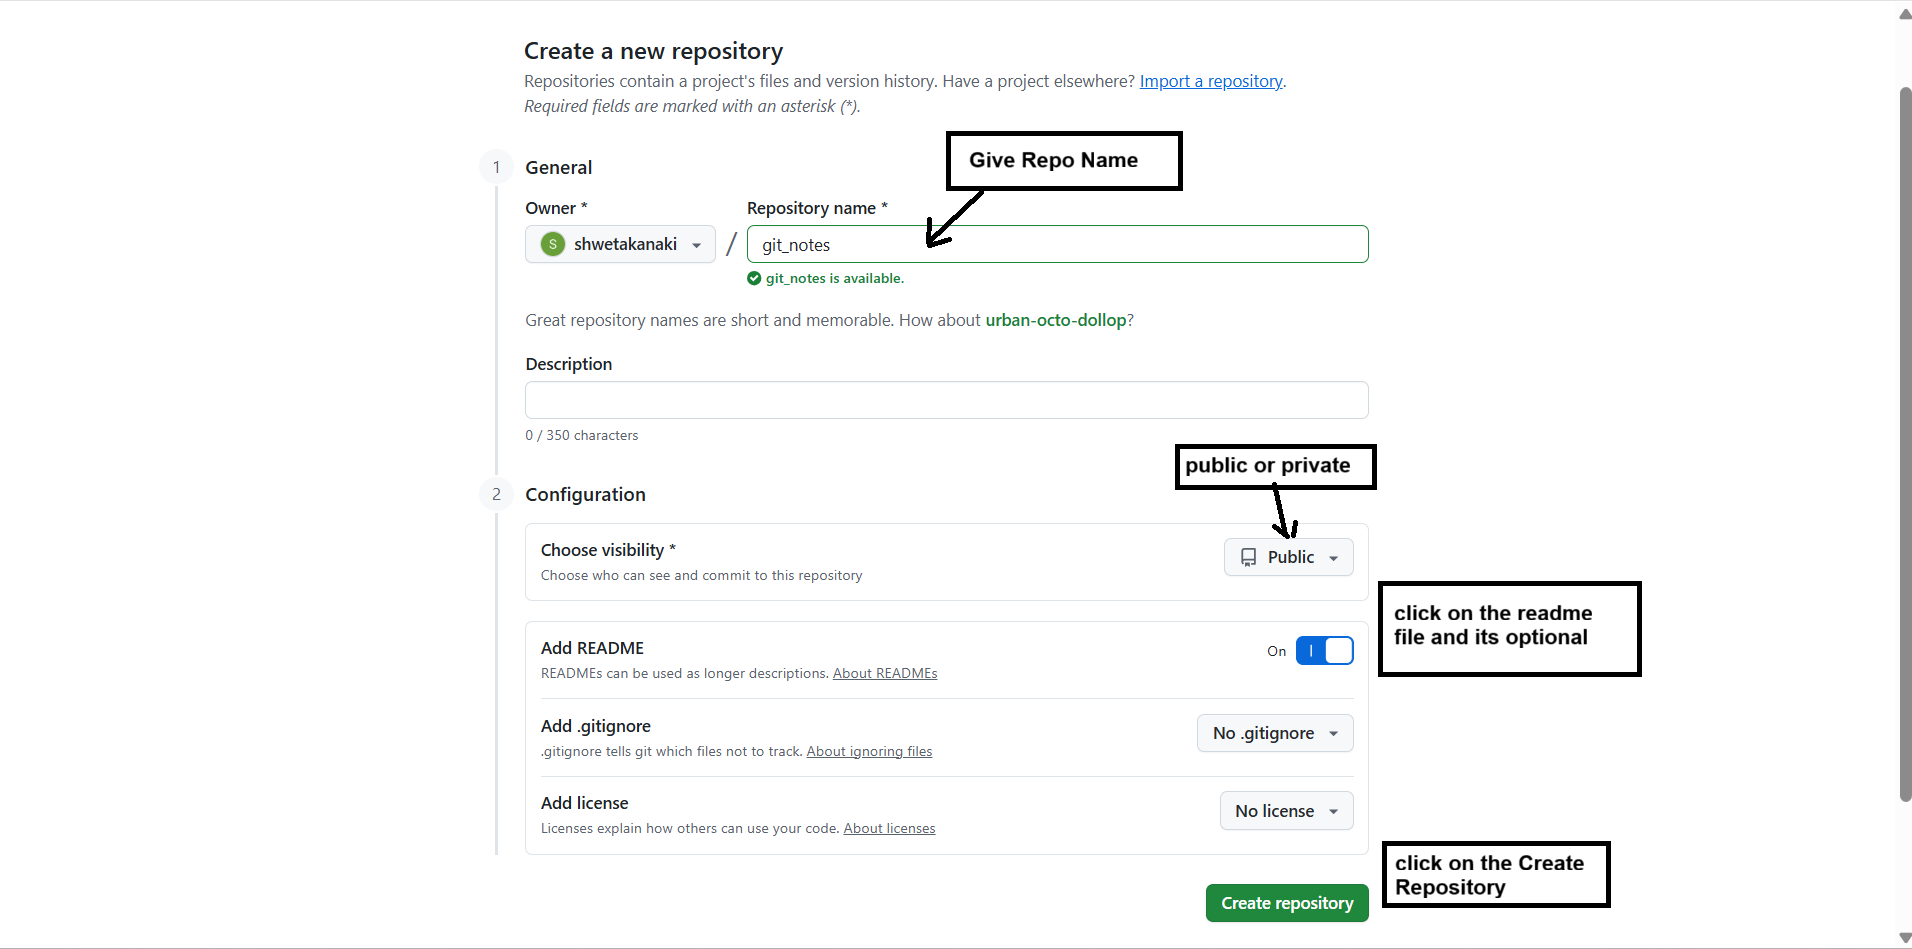 Create a new repository
Repositories contain a project's files and version history. Have a project elsewhere? Import a repository.
Required fields are marked with an asterisk (*).
Give Repo Name
1 General
Owner * Repository name *
S shwetakanaki / git_notes
git_notes is available.
Great repository names are short and memorable. How about urban-octo-dollop?
Description
0 / 350 characters
public or private
2 Configuration
Choose visibility *
Choose who can see and commit to this repository
Public
click on the readme
file and its optional
Add README
READMEs can be used as longer descriptions. About READMEs
On
Add .gitignore
.gitignore tells git which files not to track. About ignoring files
No .gitignore
Add license
Licenses explain how others can use your code. About licenses
No license
click on the Create
Repository
Create repository